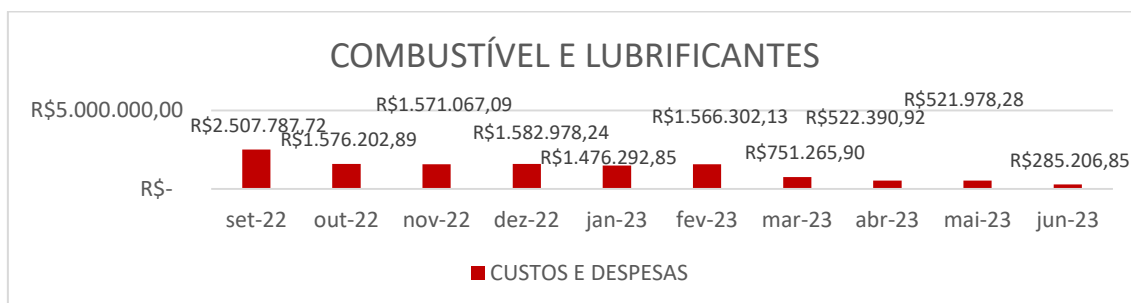 COMBUSTÍVEL E LUBRIFICANTES
R$5.000.000,00
R$-
R$2.507.787,72
R$1.576.202,89
R$1.571.067,09
R$1.582.978,24
R$1.476.292,85
R$1.566.302,13
R$751.265,90
R$522.390,92
R$521.978,28
R$285.206,85
set-22 out-22 nov-22 dez-22 jan-23 fev-23 mar-23 abr-23 mai-23 jun-23
CUSTOS E DESPESAS